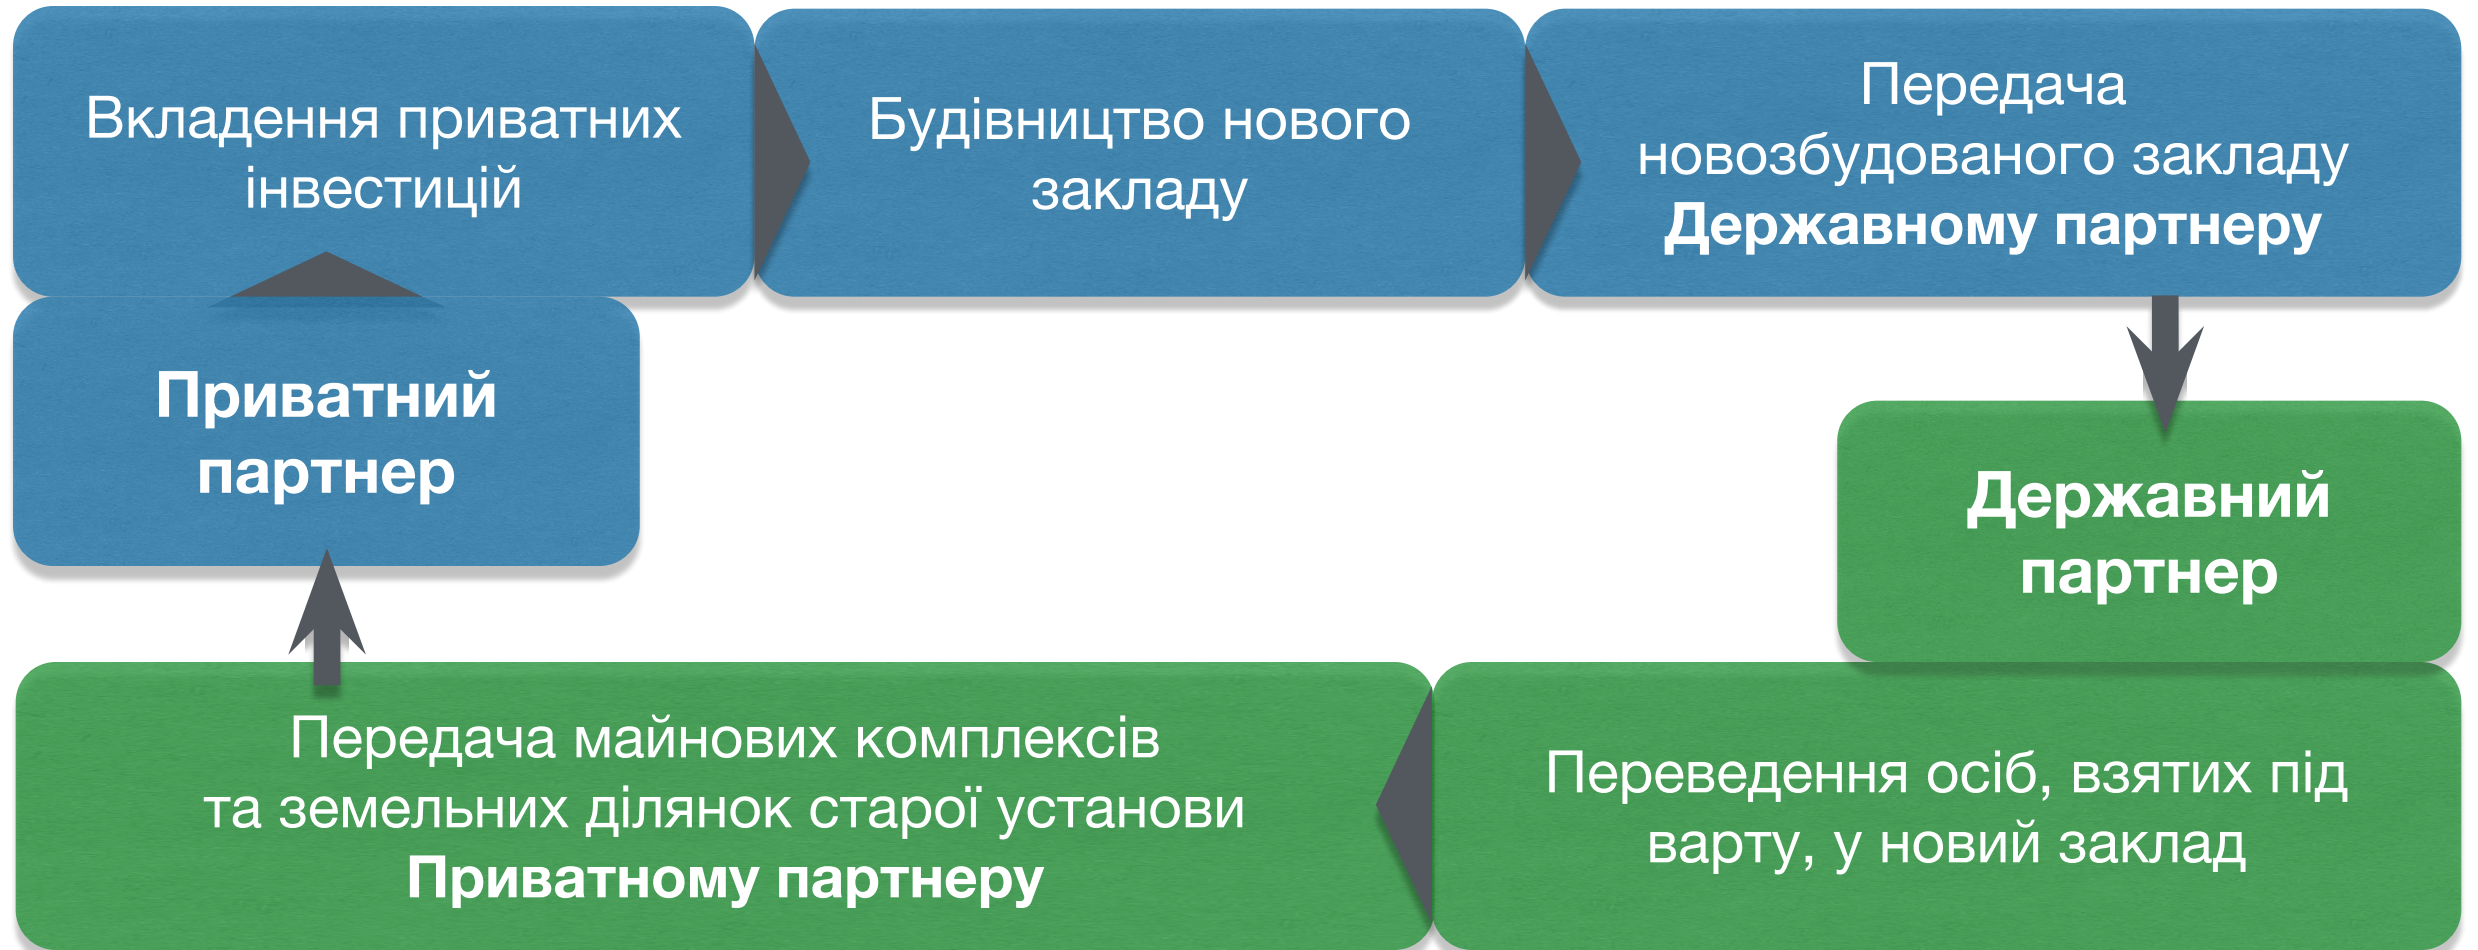 Вкладення приватних
інвестицій
Будівництво нового
закладу
Передача
новозбудованого закладу
Державному партнеру
Приватний
партнер
Державний
партнер
Передача майнових комплексів
та земельних ділянок старої установи
Приватному партнеру
Переведення осіб, взятих під
варту, у новий заклад